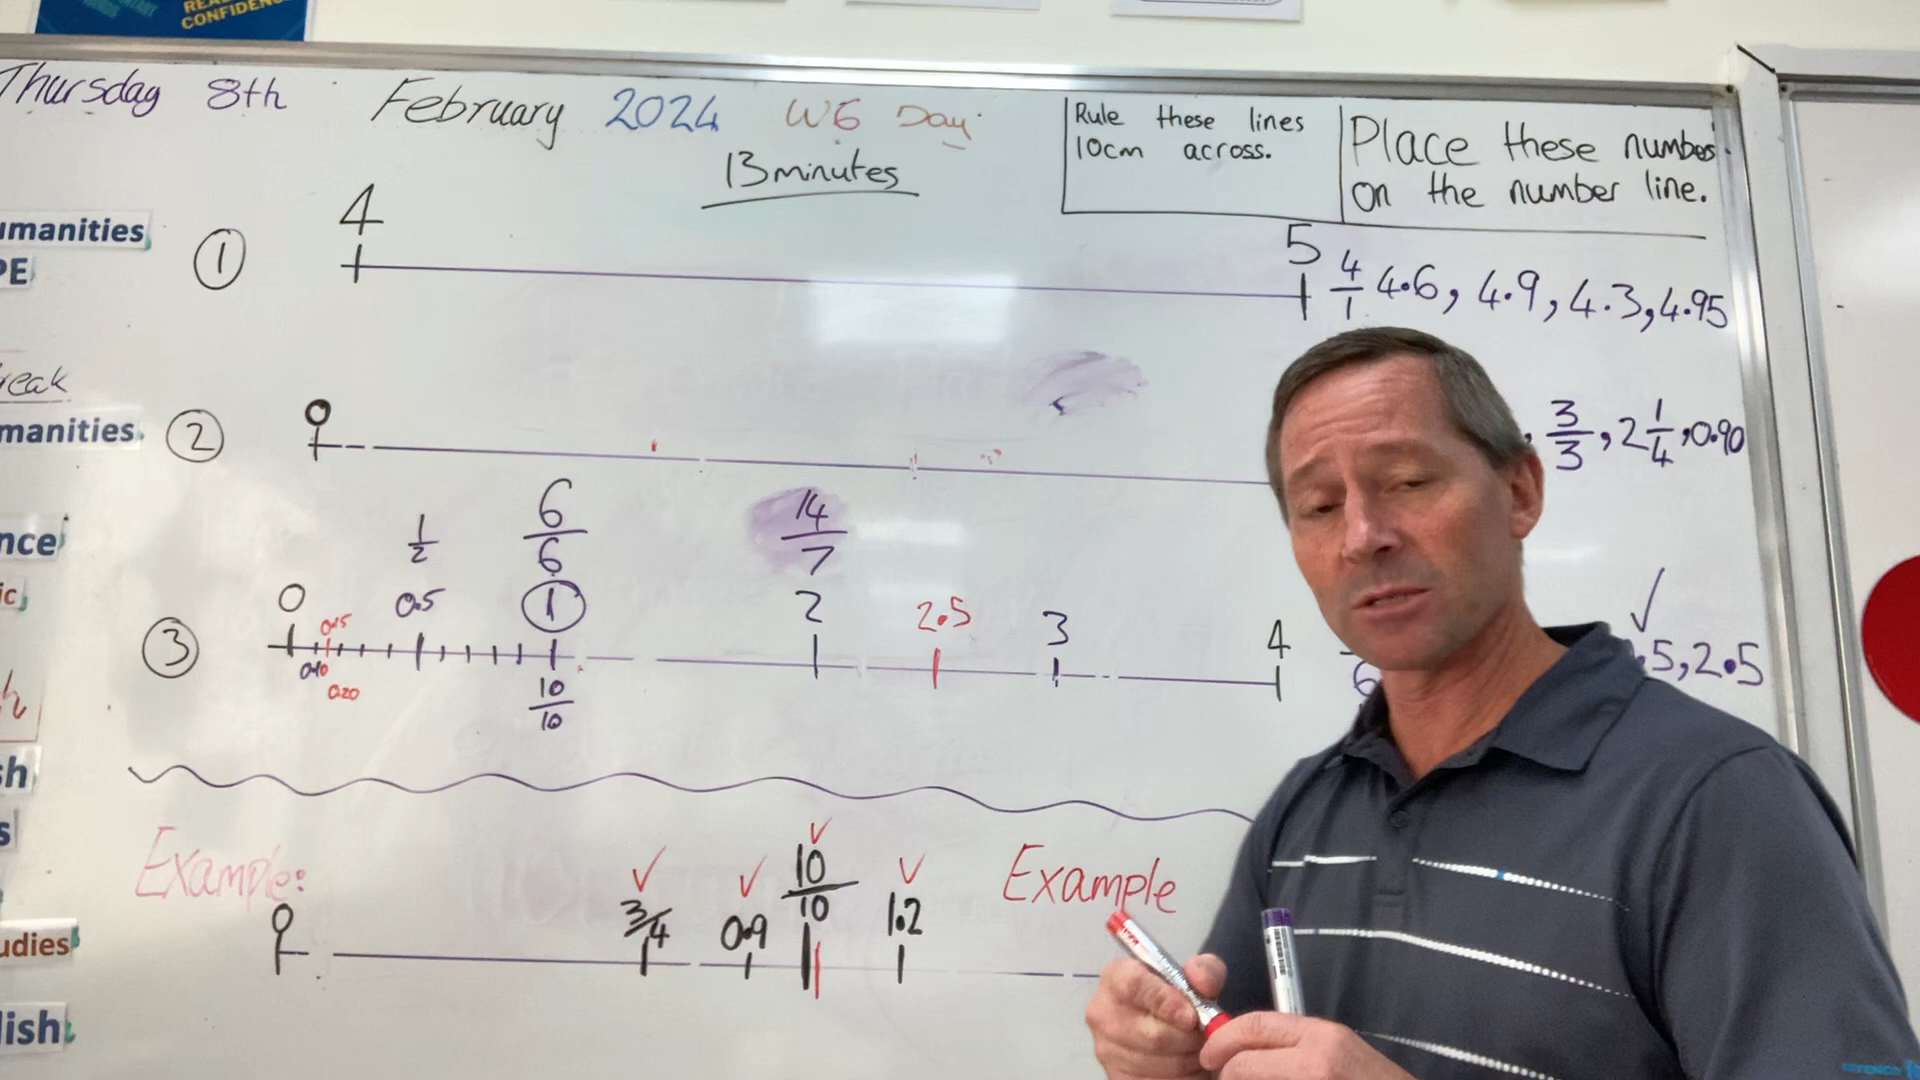 CONFIDEN
Thursday 8th February 2024 W6 Day
13 minutes
Rule these lines
10cm across.
Place these numbers
on the number line.
umanities
PE
reak
manities
nce
ic
h
sh
s
udies
lish
① 4 5
4/1 4.6, 4.9, 4.3, 4.95
② 0
3/3, 2 1/4, 0.90
1/2 6/6 14/7
0 0.15 0.5 1 2 2.5 3 4
③
0.10 0.20 10/10
6 .5, 2.5
Example: Example
0 3/4 0.9 10/10 1.2